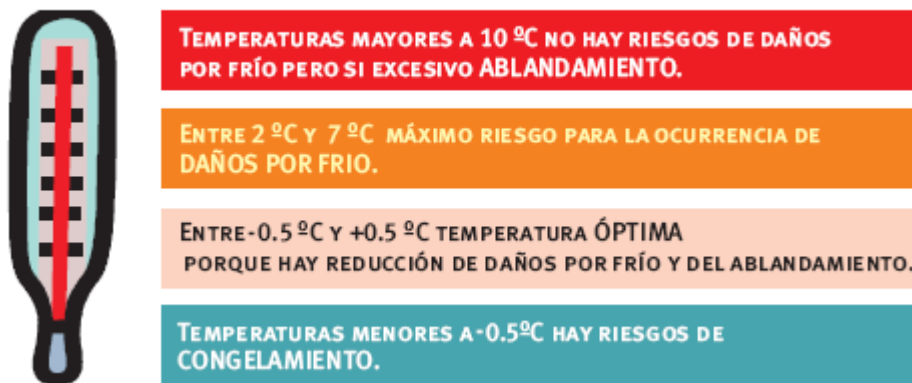 TEMPERATURAS MAYORES A 10 ºC NO HAY RIESGOS DE DAÑOS
POR FRÍO PERO SI EXCESIVO ABLANDAMIENTO.
ENTRE 2 ºC Y 7 ºC MÁXIMO RIESGO PARA LA OCURRENCIA DE
DAÑOS POR FRIO.
ENTRE-0.5 ºC Y +0.5 ºC TEMPERATURA ÓPTIMA
PORQUE HAY REDUCCIÓN DE DAÑOS POR FRÍO Y DEL ABLANDAMIENTO.
TEMPERATURAS MENORES A-0.5ºC HAY RIESGOS DE
CONGELAMIENTO.